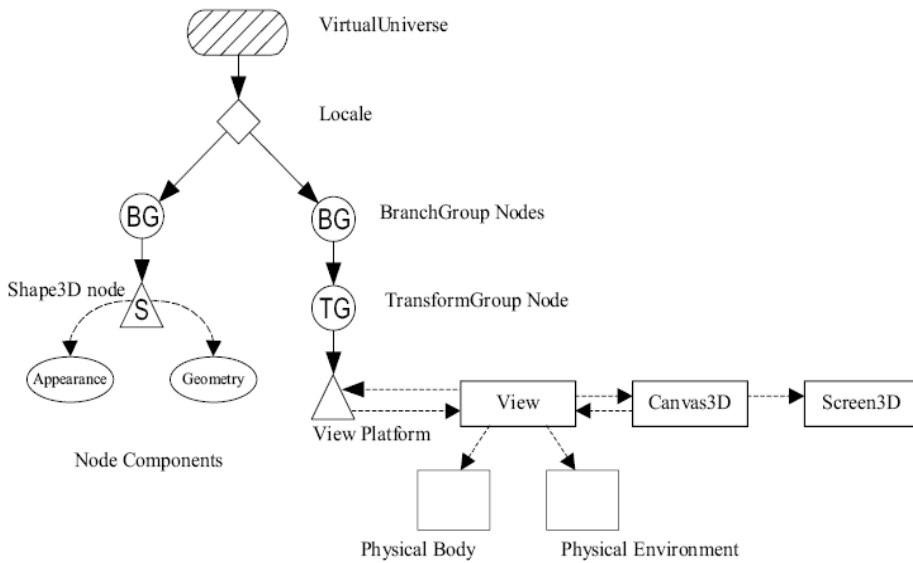 VirtualUniverse
Locale
BG
BG
BranchGroup Nodes
Shape3D node
S
TG
TransformGroup Node
Appearance
Geometry
View
Canvas3D
Screen3D
View Platform
Node Components
Physical Body
Physical Environment